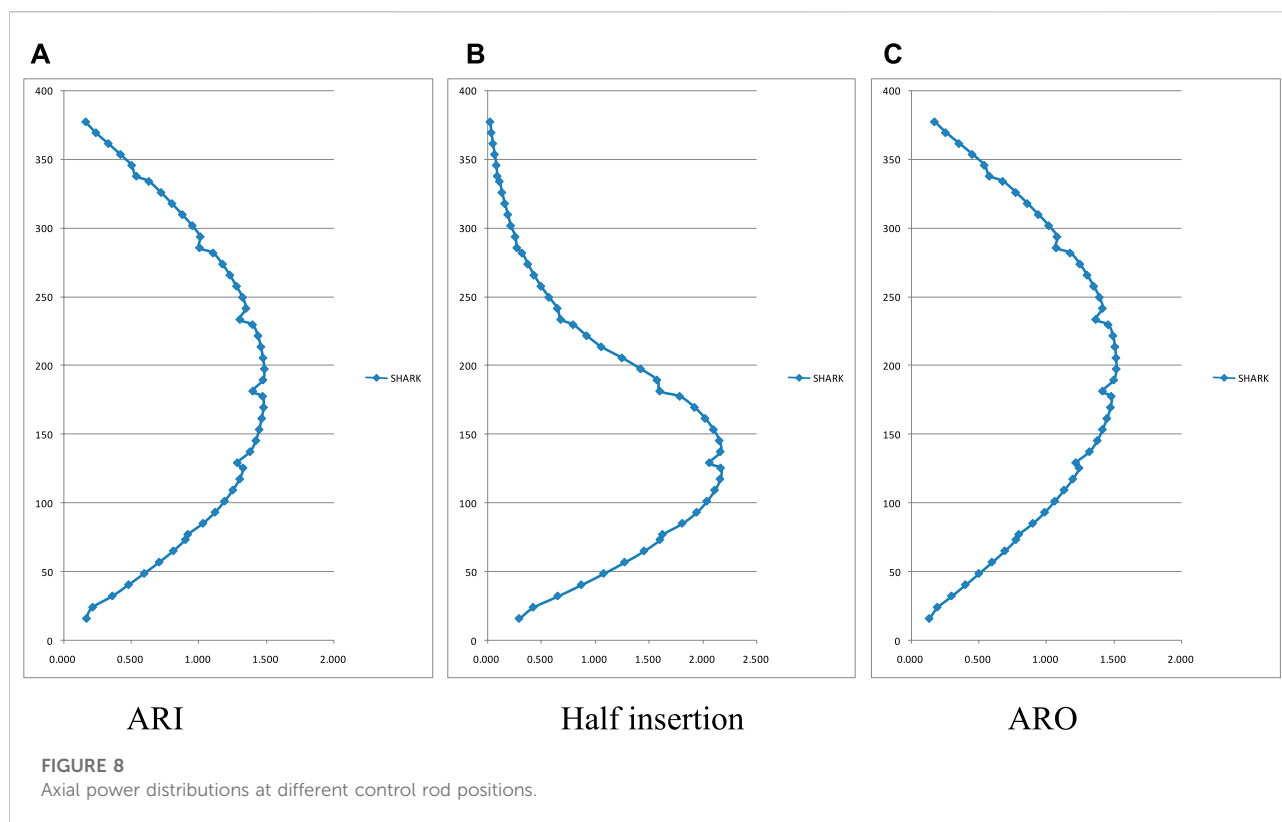 A
B
C
400
350
300
250
200
150
100
50
0
0.000 0.500 1.000 1.500 2.000
SHARK
400
350
300
250
200
150
100
50
0
0.000 0.500 1.000 1.500 2.000 2.500
SHARK
400
350
300
250
200
150
100
50
0
0.000 0.500 1.000 1.500 2.000
SHARK
ARI
Half insertion
ARO
FIGURE 8
Axial power distributions at different control rod positions.